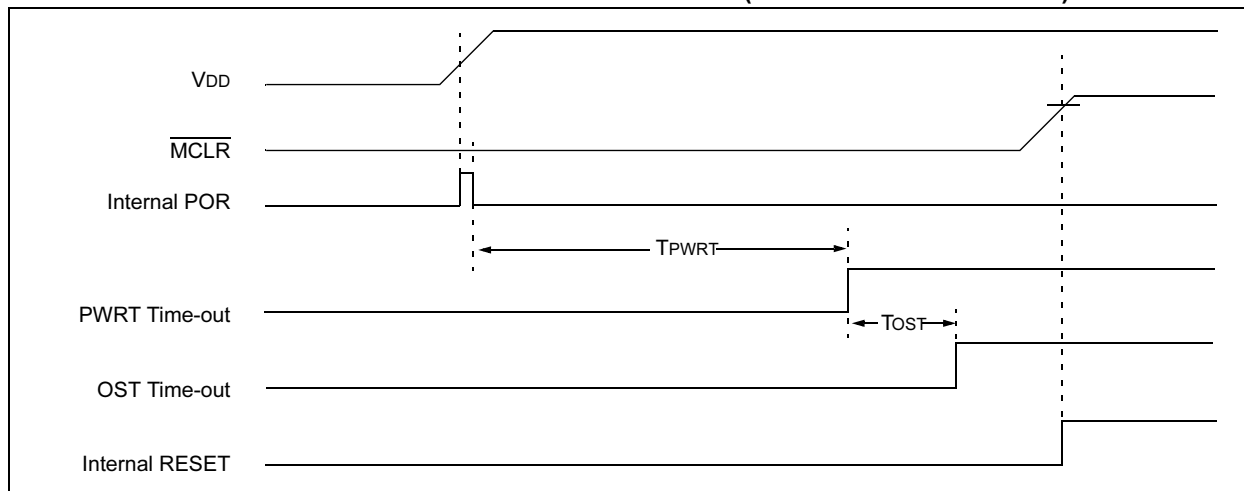 VDD
MCLR
Internal POR
TPWRT
PWRT Time-out
TOST
OST Time-out
Internal RESET